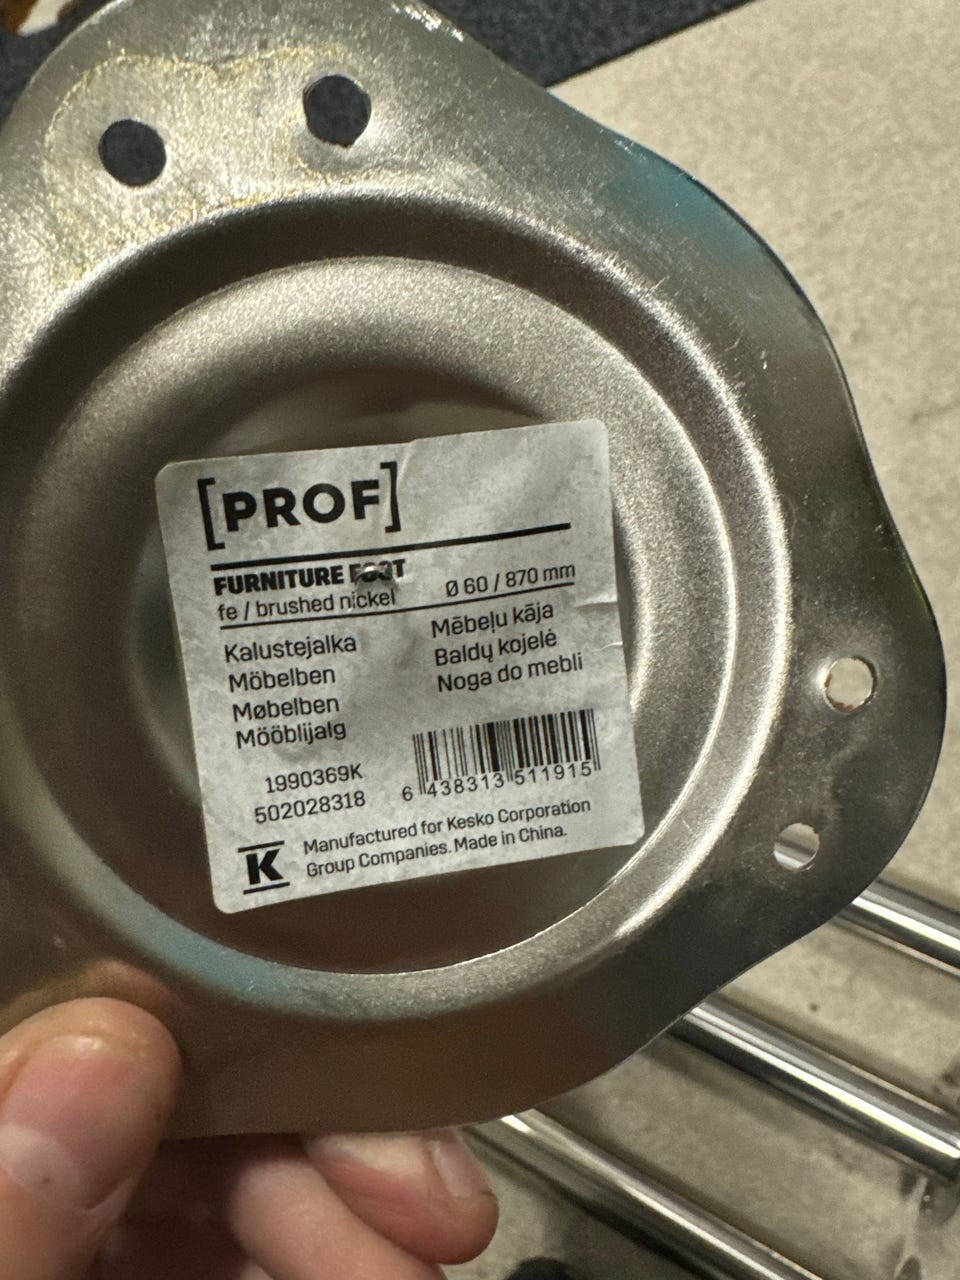 [PROF]
FURNITURE FOOT
fe / brushed nickel Ø 60 / 870 mm
Kalustejalka
Möbelben
Møbelben
Mööblijalg
Mēbeļu kāja
Baldų kojelė
Noga do mebli
1990369K
502028318
6 438313 511915
K
Manufactured for Kesko Corporation
Group Companies. Made in China.